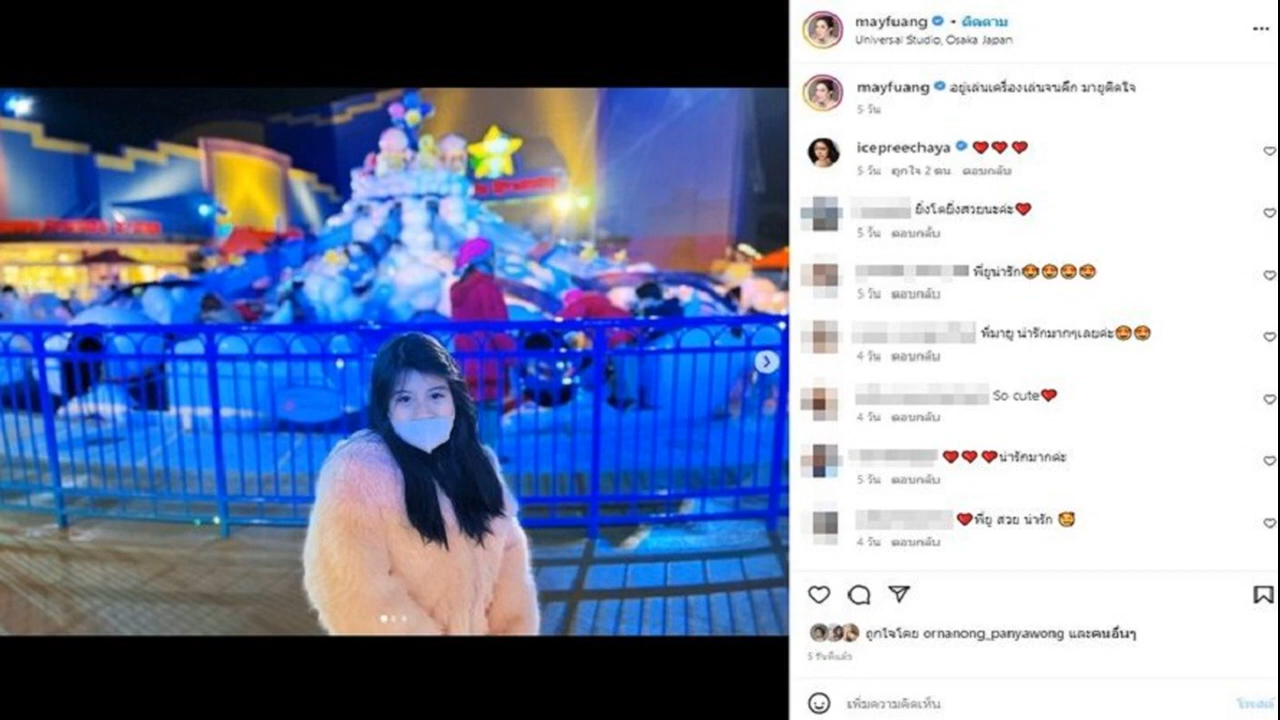 mayfuang • ติดตาม
Universal Studio, Osaka Japan
mayfuang อยู่เล่นเครื่องเล่นจนดึก มายูติดใจ
5 วัน
icepreechaya ❤️❤️❤️
5 วัน ถูกใจ 2 คน ตอบกลับ
ยิ่งโตยิ่งสวยนะค่ะ❤️
5 วัน ตอบกลับ
พี่ยูน่ารัก🥰🥰🥰🥰
5 วัน ตอบกลับ
พี่มายู น่ารักมากๆเลยค่ะ🥰🥰
4 วัน ตอบกลับ
So cute❤️
4 วัน ตอบกลับ
❤️❤️❤️น่ารักมากค่ะ
5 วัน ตอบกลับ
❤️พี่ยู สวย น่ารัก 🥰
4 วัน ตอบกลับ
ถูกใจโดย ornanong_panyawong และคนอื่นๆ
5 วันที่แล้ว
เพิ่มความคิดเห็น
โพสต์